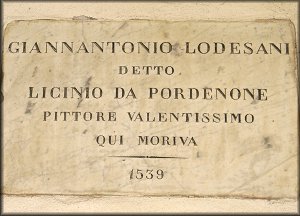 GIANNANTONIO LODESANI
DETTO
LICINIO DA PORDENONE
PITTORE VALENTISSIMO
QUI MORIVA
1539